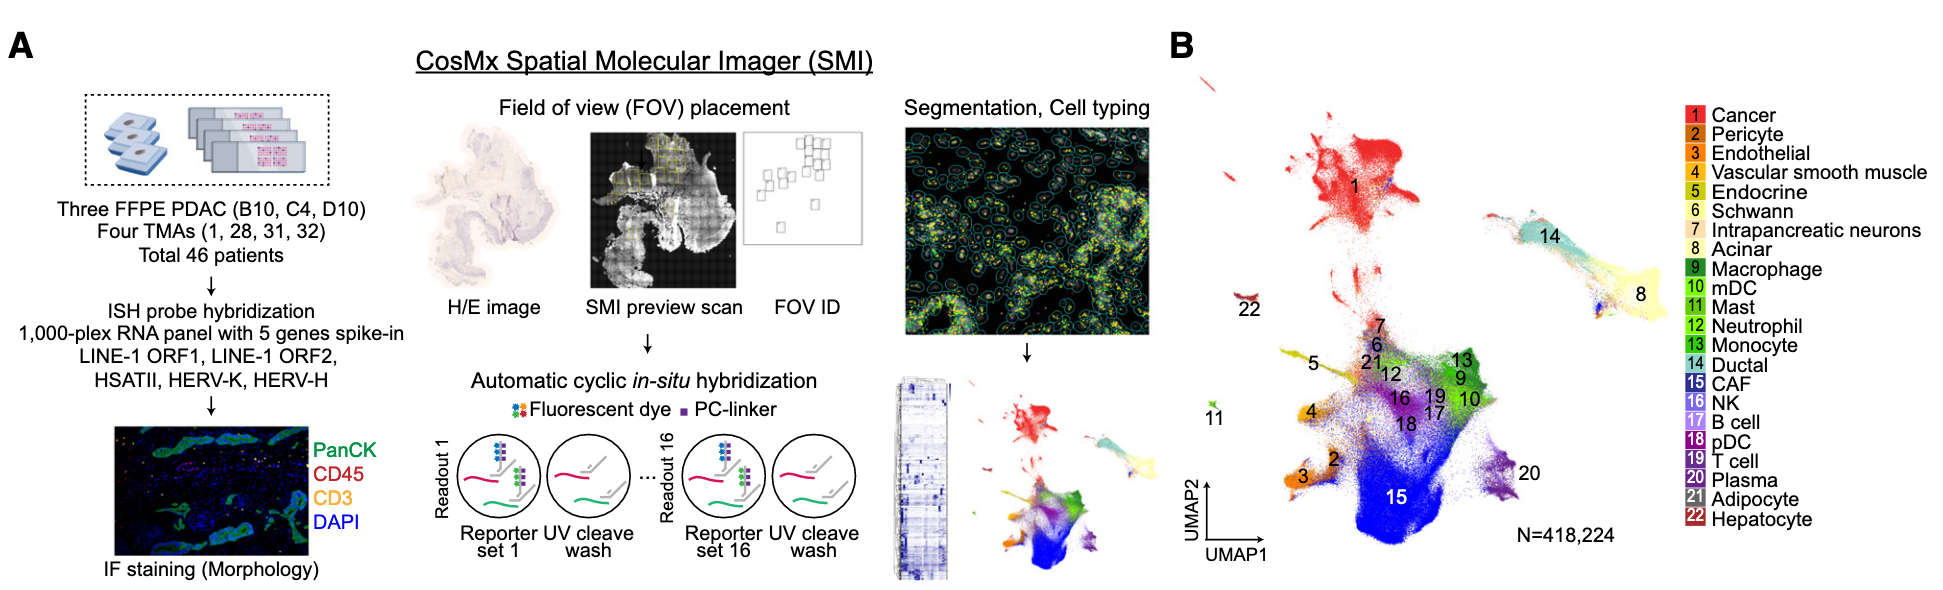 A
CosMx Spatial Molecular Imager (SMI)
Three FFPE PDAC (B10, C4, D10)
Four TMAs (1, 28, 31, 32)
Total 46 patients
ISH probe hybridization
1,000-plex RNA panel with 5 genes spike-in
LINE-1 ORF1, LINE-1 ORF2,
HSATII, HERV-K, HERV-H
PanCK
CD45
CD3
DAPI
IF staining (Morphology)
Field of view (FOV) placement
H/E image
SMI preview scan
FOV ID
Automatic cyclic in-situ hybridization
Fluorescent dye
PC-linker
Readout 1
Reporter
set 1
UV cleave
wash
...
Readout 16
Reporter
set 16
UV cleave
wash
Segmentation, Cell typing
B
1
14
8
22
7
6
5
21
12
13
9
11
4
16
19
10
17
18
2
3
15
20
UMAP2
UMAP1
N=418,224
1 Cancer
2 Pericyte
3 Endothelial
4 Vascular smooth muscle
5 Endocrine
6 Schwann
7 Intrapancreatic neurons
8 Acinar
9 Macrophage
10 mDC
11 Mast
12 Neutrophil
13 Monocyte
14 Ductal
15 CAF
16 NK
17 B cell
18 pDC
19 T cell
20 Plasma
21 Adipocyte
22 Hepatocyte